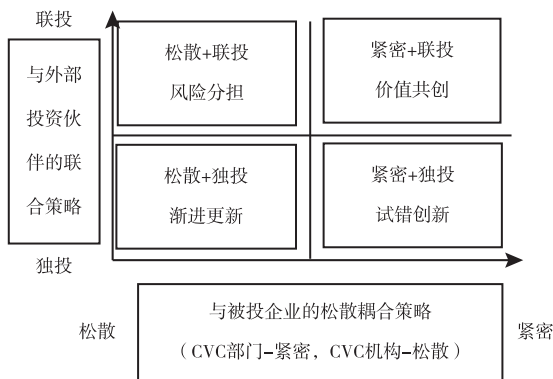 联投
与外部
投资伙
伴的联
合策略
独投
松散+联投
风险分担
紧密+联投
价值共创
松散+独投
渐进更新
紧密+独投
试错创新
松散
与被投企业的松散耦合策略
（CVC部门-紧密，CVC机构-松散）
紧密